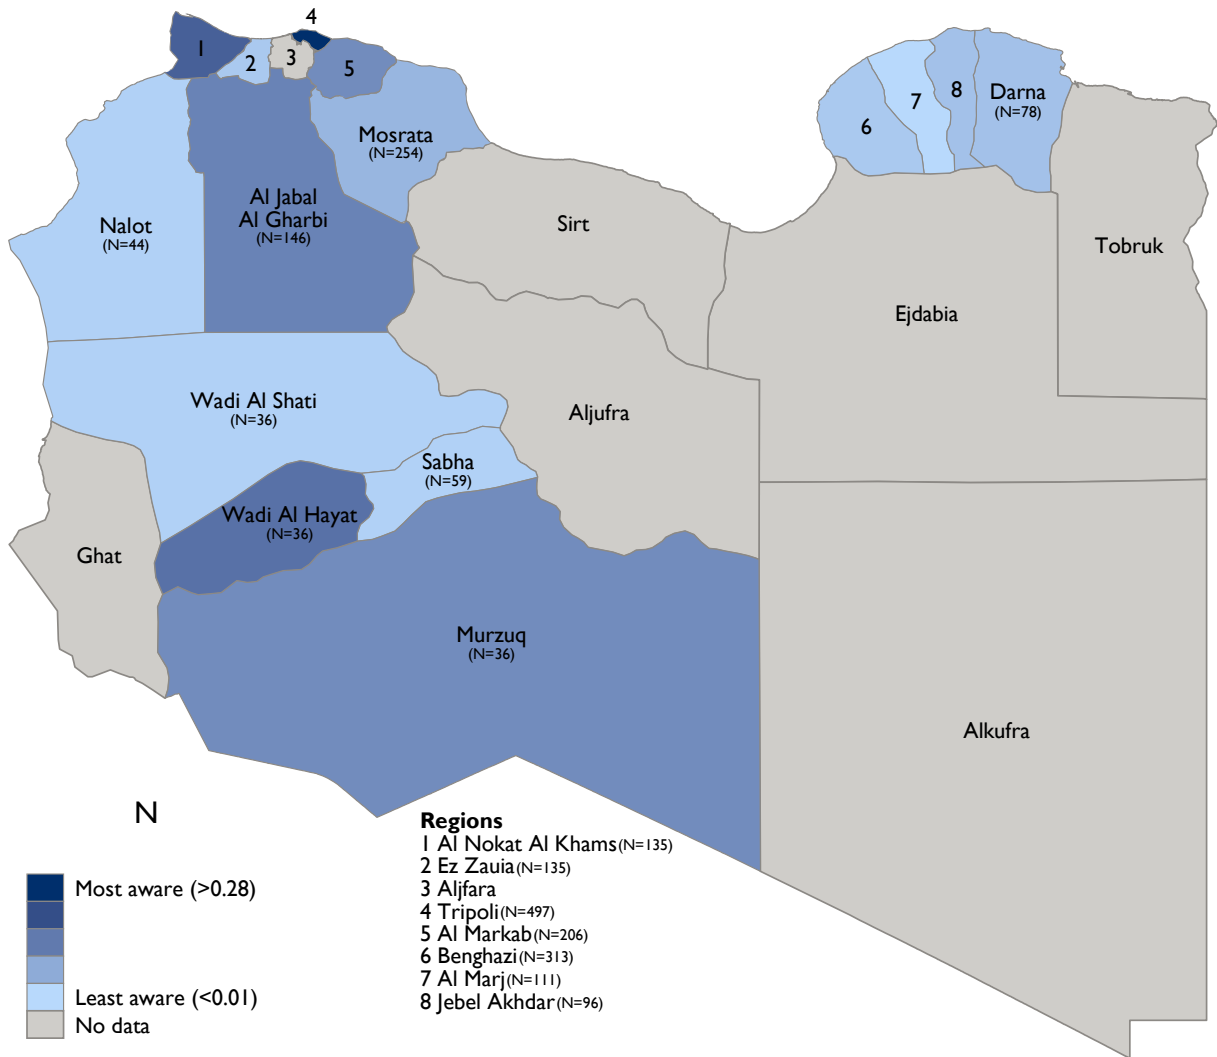 4
1
2
3
5
Mosrata
(N=254)
Al Jabal
Al Gharbi
(N=146)
Nalot
(N=44)
6
7
8
Darna
(N=78)
Sirt
Tobruk
Ejdabia
Wadi Al Shati
(N=36)
Aljufra
Sabha
(N=59)
Wadi Al Hayat
(N=36)
Ghat
Murzuq
(N=36)
Alkufra
N
Most aware (>0.28)
Least aware (<0.01)
No data
Regions
1 Al Nokat Al Khams(N=135)
2 Ez Zauia(N=135)
3 Aljfara
4 Tripoli(N=497)
5 Al Markab(N=206)
6 Benghazi(N=313)
7 Al Marj(N=111)
8 Jebel Akhdar(N=96)